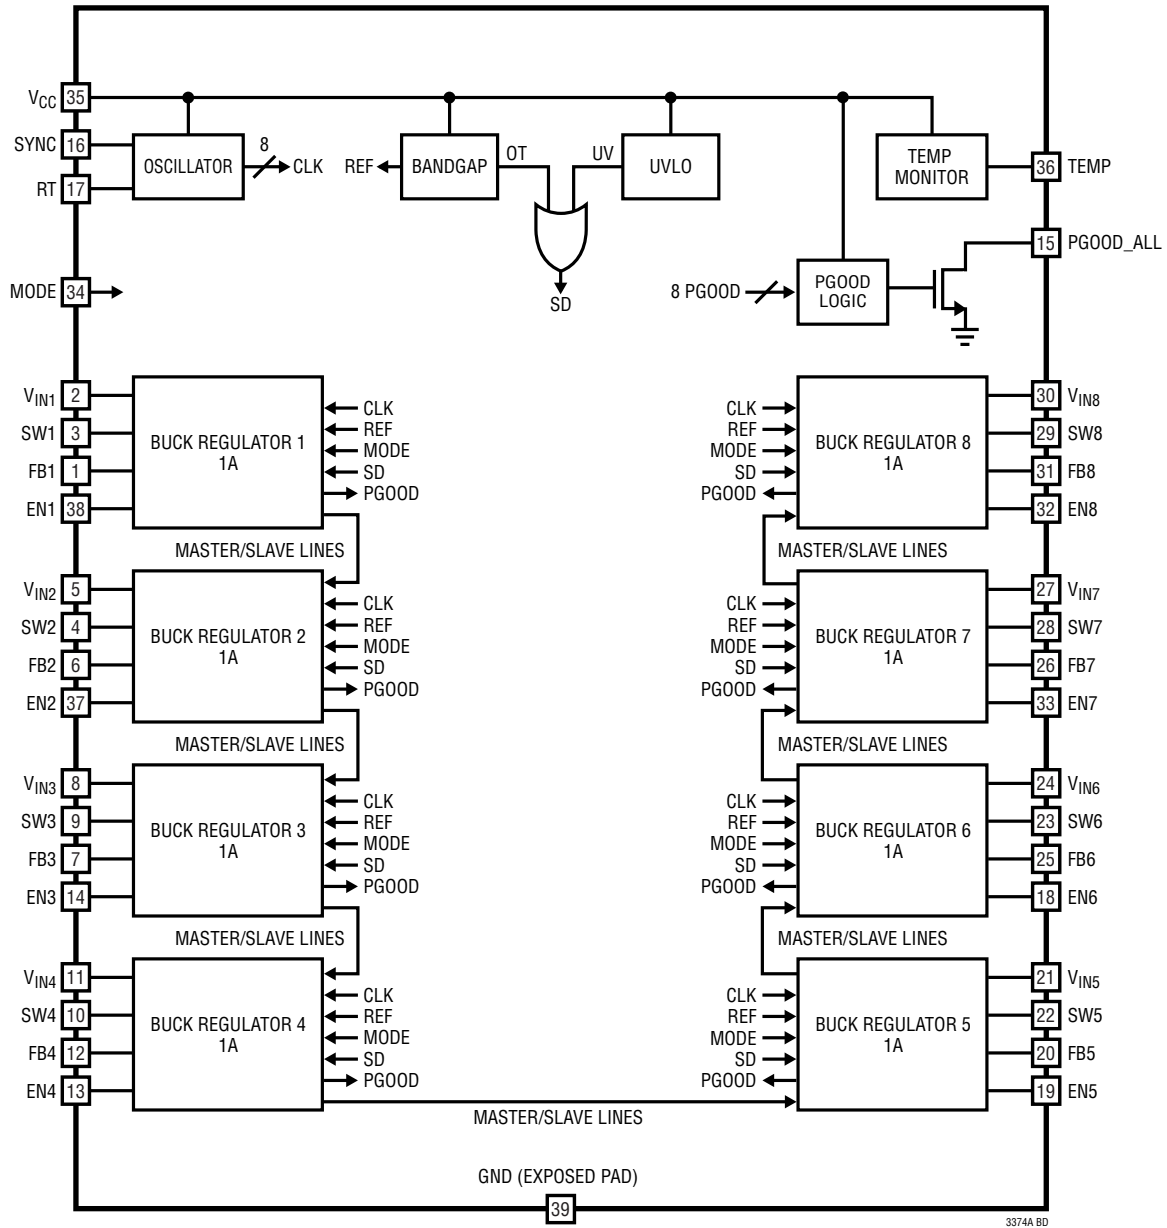 VCC 35
SYNC 16
RT 17
OSCILLATOR
8
CLK
REF
BANDGAP
OT
UV
UVLO
TEMP
MONITOR
36 TEMP
15 PGOOD_ALL
MODE 34
SD
8 PGOOD
PGOOD
LOGIC
VIN1 2
SW1 3
FB1 1
EN1 38
BUCK REGULATOR 1
1A
CLK
REF
MODE
SD
PGOOD
MASTER/SLAVE LINES
VIN2 5
SW2 4
FB2 6
EN2 37
BUCK REGULATOR 2
1A
CLK
REF
MODE
SD
PGOOD
MASTER/SLAVE LINES
VIN3 8
SW3 9
FB3 7
EN3 14
BUCK REGULATOR 3
1A
CLK
REF
MODE
SD
PGOOD
MASTER/SLAVE LINES
VIN4 11
SW4 10
FB4 12
EN4 13
BUCK REGULATOR 4
1A
CLK
REF
MODE
SD
PGOOD
MASTER/SLAVE LINES
CLK
REF
MODE
SD
PGOOD
BUCK REGULATOR 8
1A
30 VIN8
29 SW8
31 FB8
32 EN8
MASTER/SLAVE LINES
CLK
REF
MODE
SD
PGOOD
BUCK REGULATOR 7
1A
27 VIN7
28 SW7
26 FB7
33 EN7
MASTER/SLAVE LINES
CLK
REF
MODE
SD
PGOOD
BUCK REGULATOR 6
1A
24 VIN6
23 SW6
25 FB6
18 EN6
MASTER/SLAVE LINES
CLK
REF
MODE
SD
PGOOD
BUCK REGULATOR 5
1A
21 VIN5
22 SW5
20 FB5
19 EN5
GND (EXPOSED PAD)
39
3374A BD